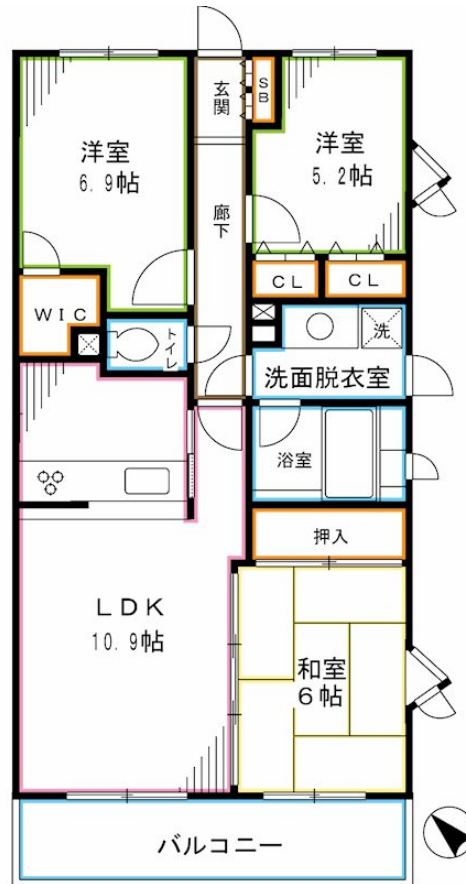 玄関
SB
洋室
6.9帖
洋室
5.2帖
廊下
WIC
CL
CL
トイレ
洗
洗面脱衣室
浴室
押入
LDK
10.9帖
和室
6帖
バルコニー